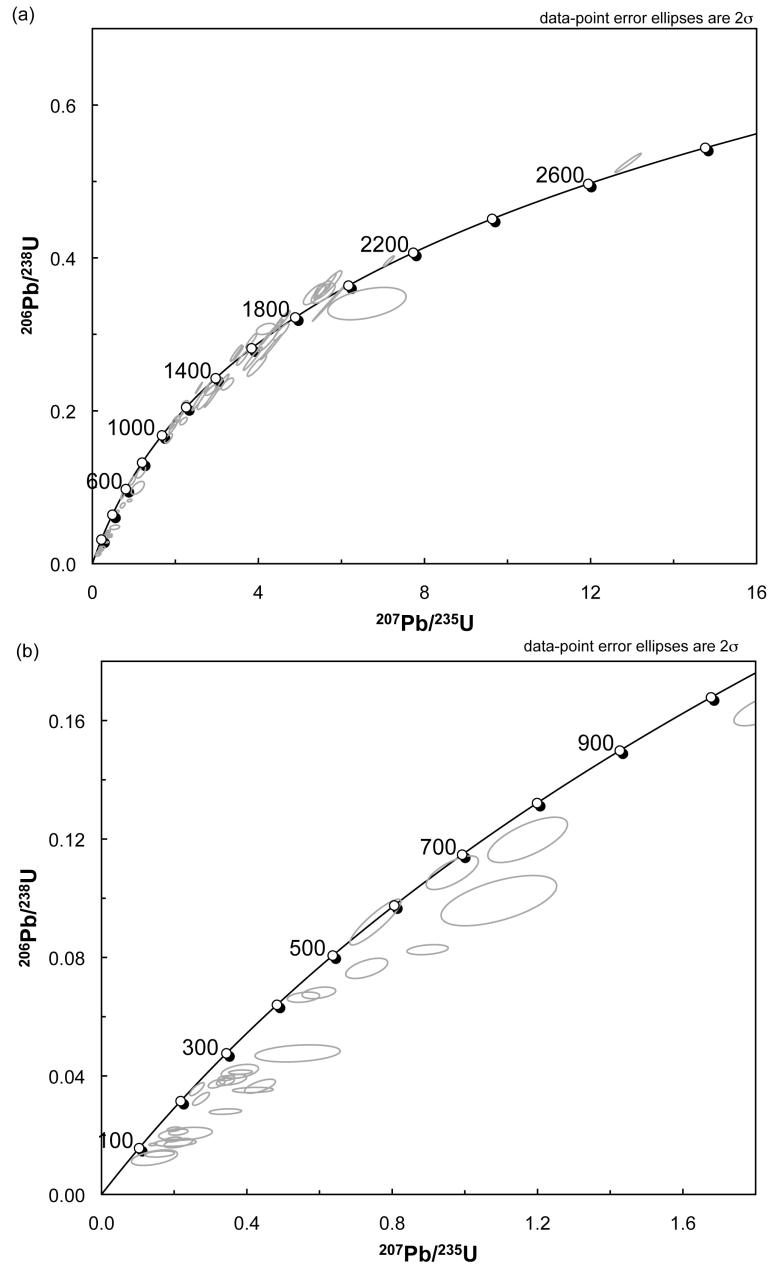 (a)
data-point error ellipses are 2σ
0.6
2600
0.4
2200
1800
1400
0.2
1000
600
0.0
0 4 8 12 16
²⁰⁶Pb/²³⁸U
²⁰⁷Pb/²³⁵U
(b)
data-point error ellipses are 2σ
0.16
900
0.12
700
0.08
500
300
0.04
100
0.00
0.0 0.4 0.8 1.2 1.6
²⁰⁶Pb/²³⁸U
²⁰⁷Pb/²³⁵U